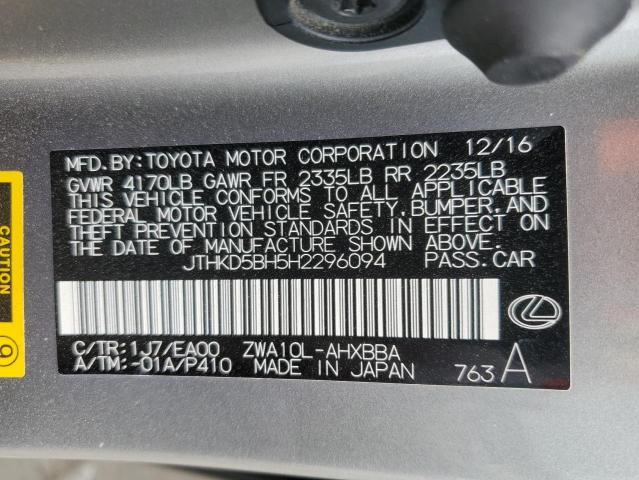 MFD. BY: TOYOTA MOTOR CORPORATION 12/16
GVWR 4170LB GAWR FR 2335LB RR 2235LB
THIS VEHICLE CONFORMS TO ALL APPLICABLE
FEDERAL MOTOR VEHICLE SAFETY, BUMPER, AND
THEFT PREVENTION STANDARDS IN EFFECT ON
THE DATE OF MANUFACTURE SHOWN ABOVE.
JTHKD5BH5H2296094 PASS. CAR
C/TR: 1J7/EA00 ZWA10L-AHXBBA
A/TM: -01A/P410 MADE IN JAPAN 763 A
CAUTION